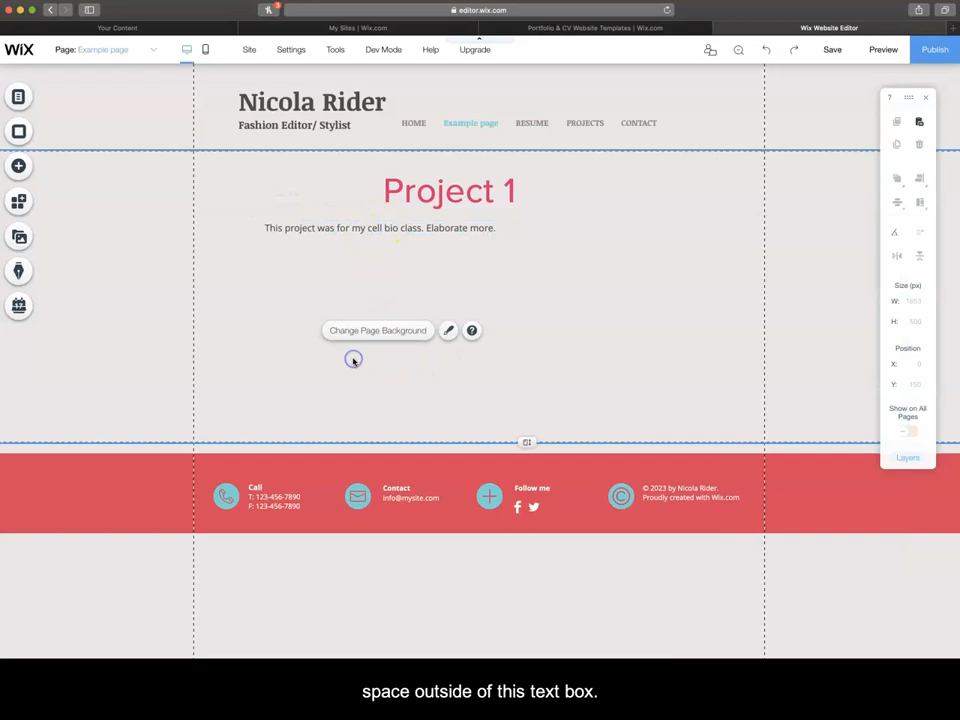 editor.wix.com
Your Content
My Sites | Wix.com
Portfolio & CV Website Templates | Wix.com
Wix Website Editor
WiX
Page: Example page
Site
Settings
Tools
Dev Mode
Help
Upgrade
Save
Preview
Publish
Nicola Rider
Fashion Editor/ Stylist
HOME
Example page
RESUME
PROJECTS
CONTACT
Project 1
This project was for my cell bio class. Elaborate more.
Change Page Background
?
Size (px)
W: 1603
H: 500
Position
X: 0
Y: 150
Show on All
Pages
Layers
Call
T: 123-456-7890
F: 123-456-7890
Contact
info@mysite.com
Follow me
© 2023 by Nicola Rider.
Proudly created with Wix.com
space outside of this text box.